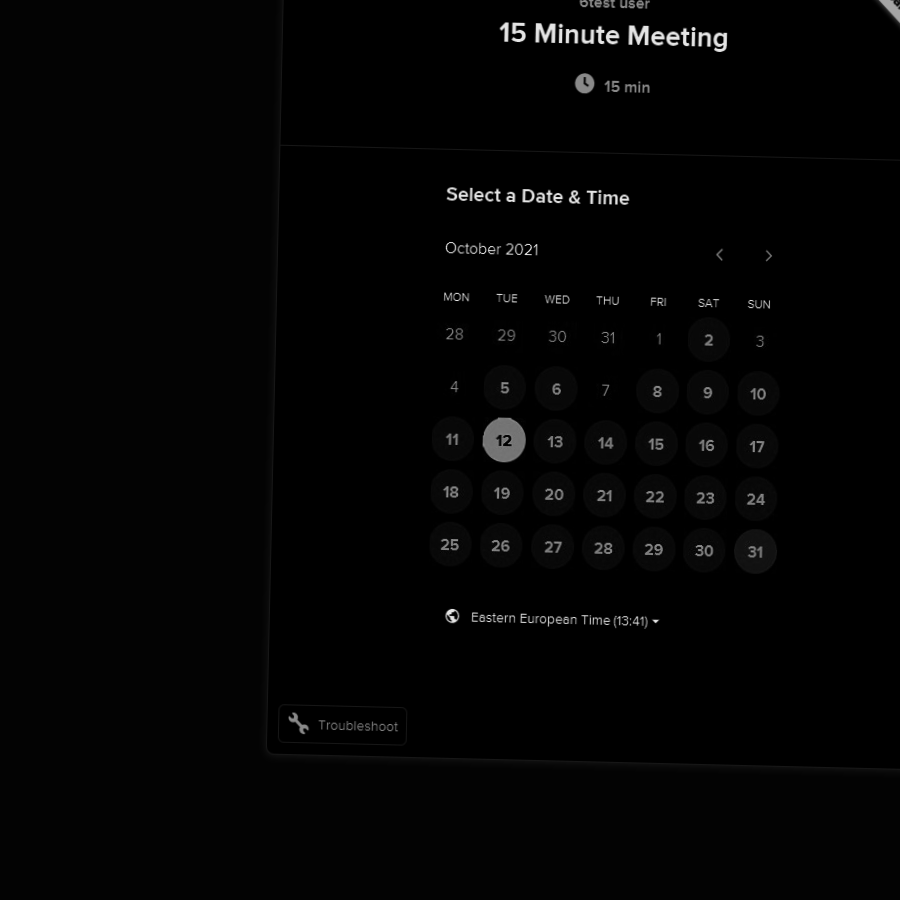 6test user
15 Minute Meeting
15 min
Select a Date & Time
October 2021
MON TUE WED THU FRI SAT SUN
28 29 30 31 1 2 3
4 5 6 7 8 9 10
11 12 13 14 15 16 17
18 19 20 21 22 23 24
25 26 27 28 29 30 31
Eastern European Time (13:41)
Troubleshoot